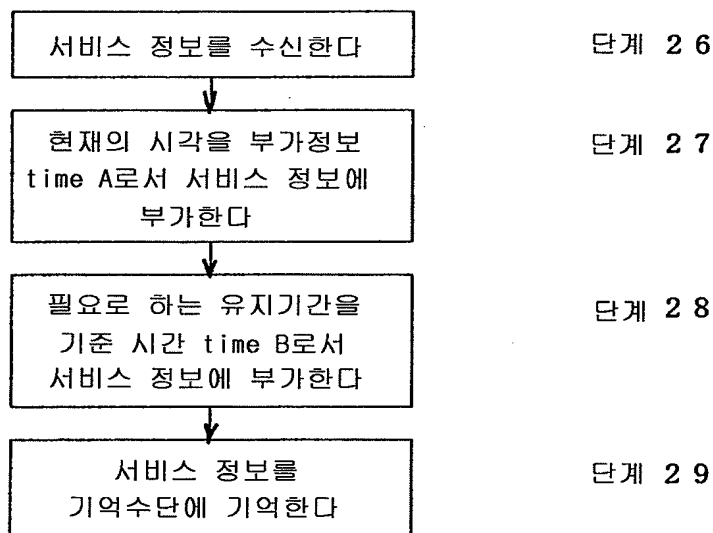 서비스 정보를 수신한다 단계 26
현재의 시각을 부가정보 단계 27
time A로서 서비스 정보에
부가한다
필요로 하는 유지기간을 단계 28
기준 시간 time B로서
서비스 정보에 부가한다
서비스 정보를 단계 29
기억수단에 기억한다